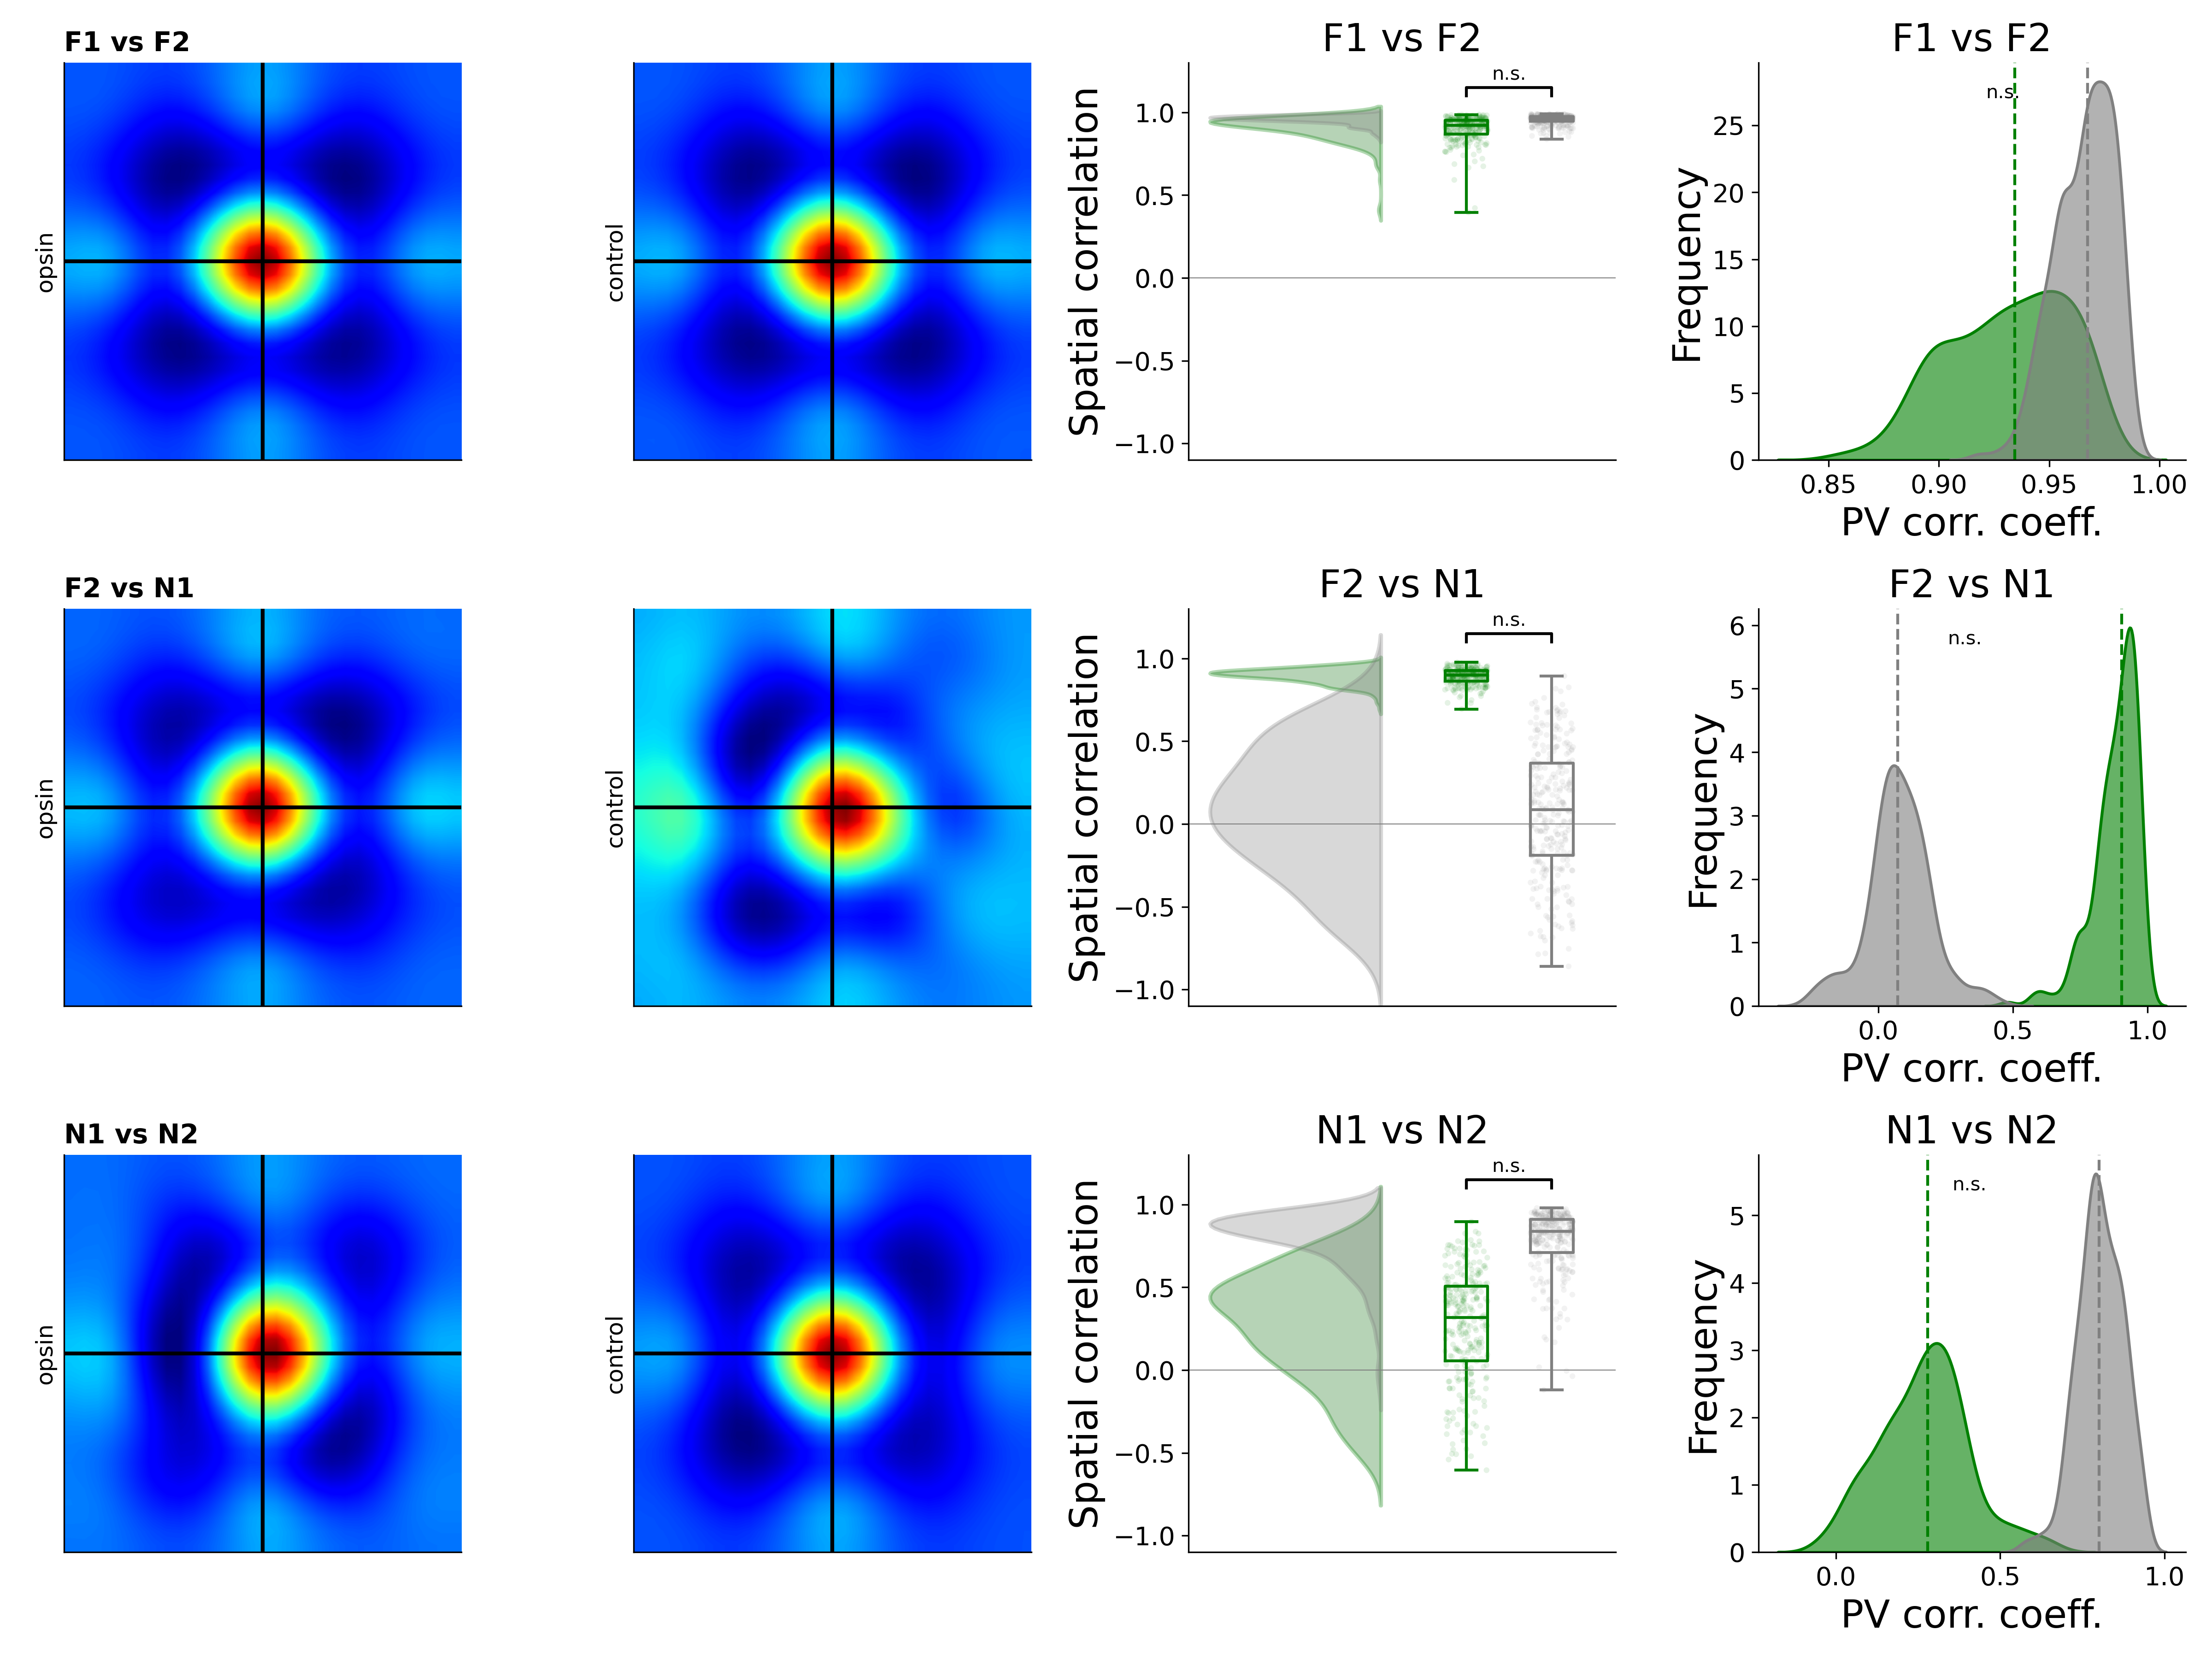 F1 vs F2
opsin
control
F1 vs F2
n.s.
Spatial correlation
1.0
0.5
0.0
−0.5
−1.0
F1 vs F2
n.s.
Frequency
25
20
15
10
5
0
0.85 0.90 0.95 1.00
PV corr. coeff.
F2 vs N1
opsin
control
F2 vs N1
n.s.
Spatial correlation
1.0
0.5
0.0
−0.5
−1.0
F2 vs N1
n.s.
Frequency
6
5
4
3
2
1
0
0.0 0.5 1.0
PV corr. coeff.
N1 vs N2
opsin
control
N1 vs N2
n.s.
Spatial correlation
1.0
0.5
0.0
−0.5
−1.0
N1 vs N2
n.s.
Frequency
5
4
3
2
1
0
0.0 0.5 1.0
PV corr. coeff.